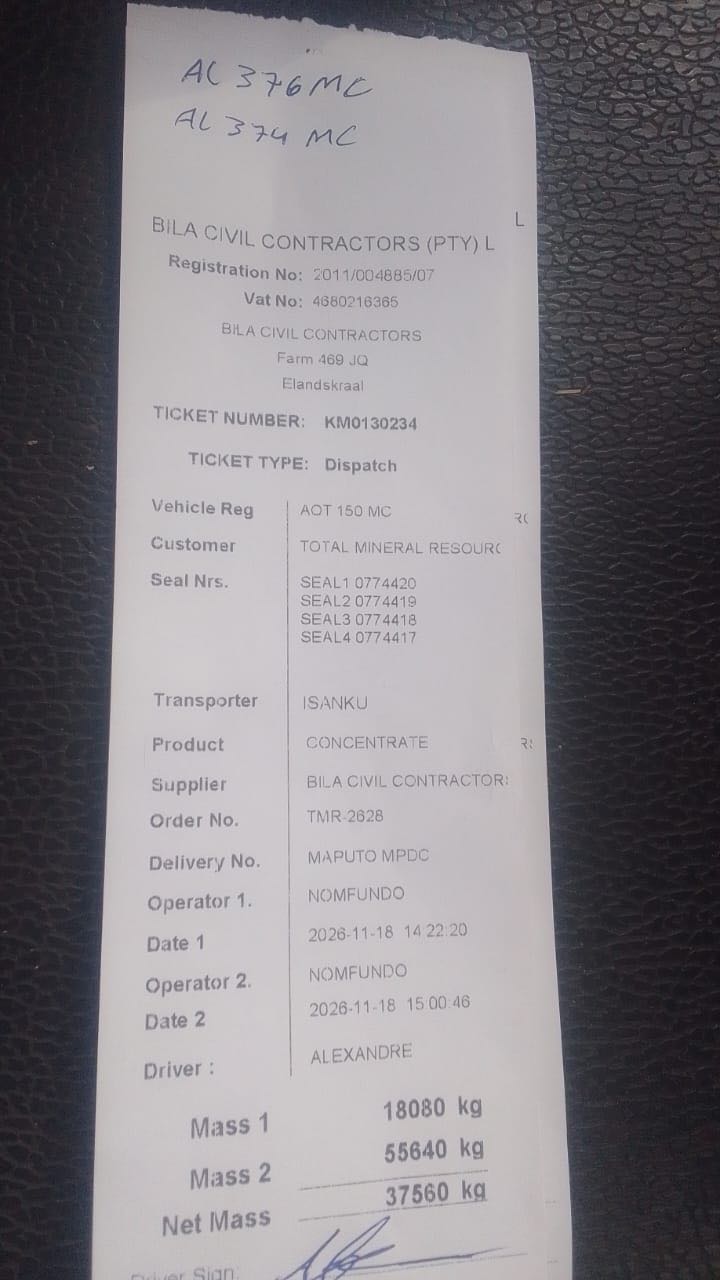 AL 376 MC
AL 374 MC
L
BILA CIVIL CONTRACTORS (PTY) L
Registration No: 2011/004885/07
Vat No: 4680216365
BILA CIVIL CONTRACTORS
Farm 469 JQ
Elandskraal
TICKET NUMBER: KM0130234
TICKET TYPE: Dispatch
Vehicle Reg AOT 150 MC
Customer TOTAL MINERAL RESOURC
Seal Nrs. SEAL1 0774420
SEAL2 0774419
SEAL3 0774418
SEAL4 0774417
Transporter ISANKU
Product CONCENTRATE
Supplier BILA CIVIL CONTRACTOR
Order No. TMR-2628
Delivery No. MAPUTO MPDC
Operator 1. NOMFUNDO
Date 1 2026-11-18 14:22:20
Operator 2. NOMFUNDO
Date 2 2026-11-18 15:00:46
Driver : ALEXANDRE
Mass 1 18080 kg
Mass 2 55640 kg
Net Mass 37560 kg
Driver Sign: